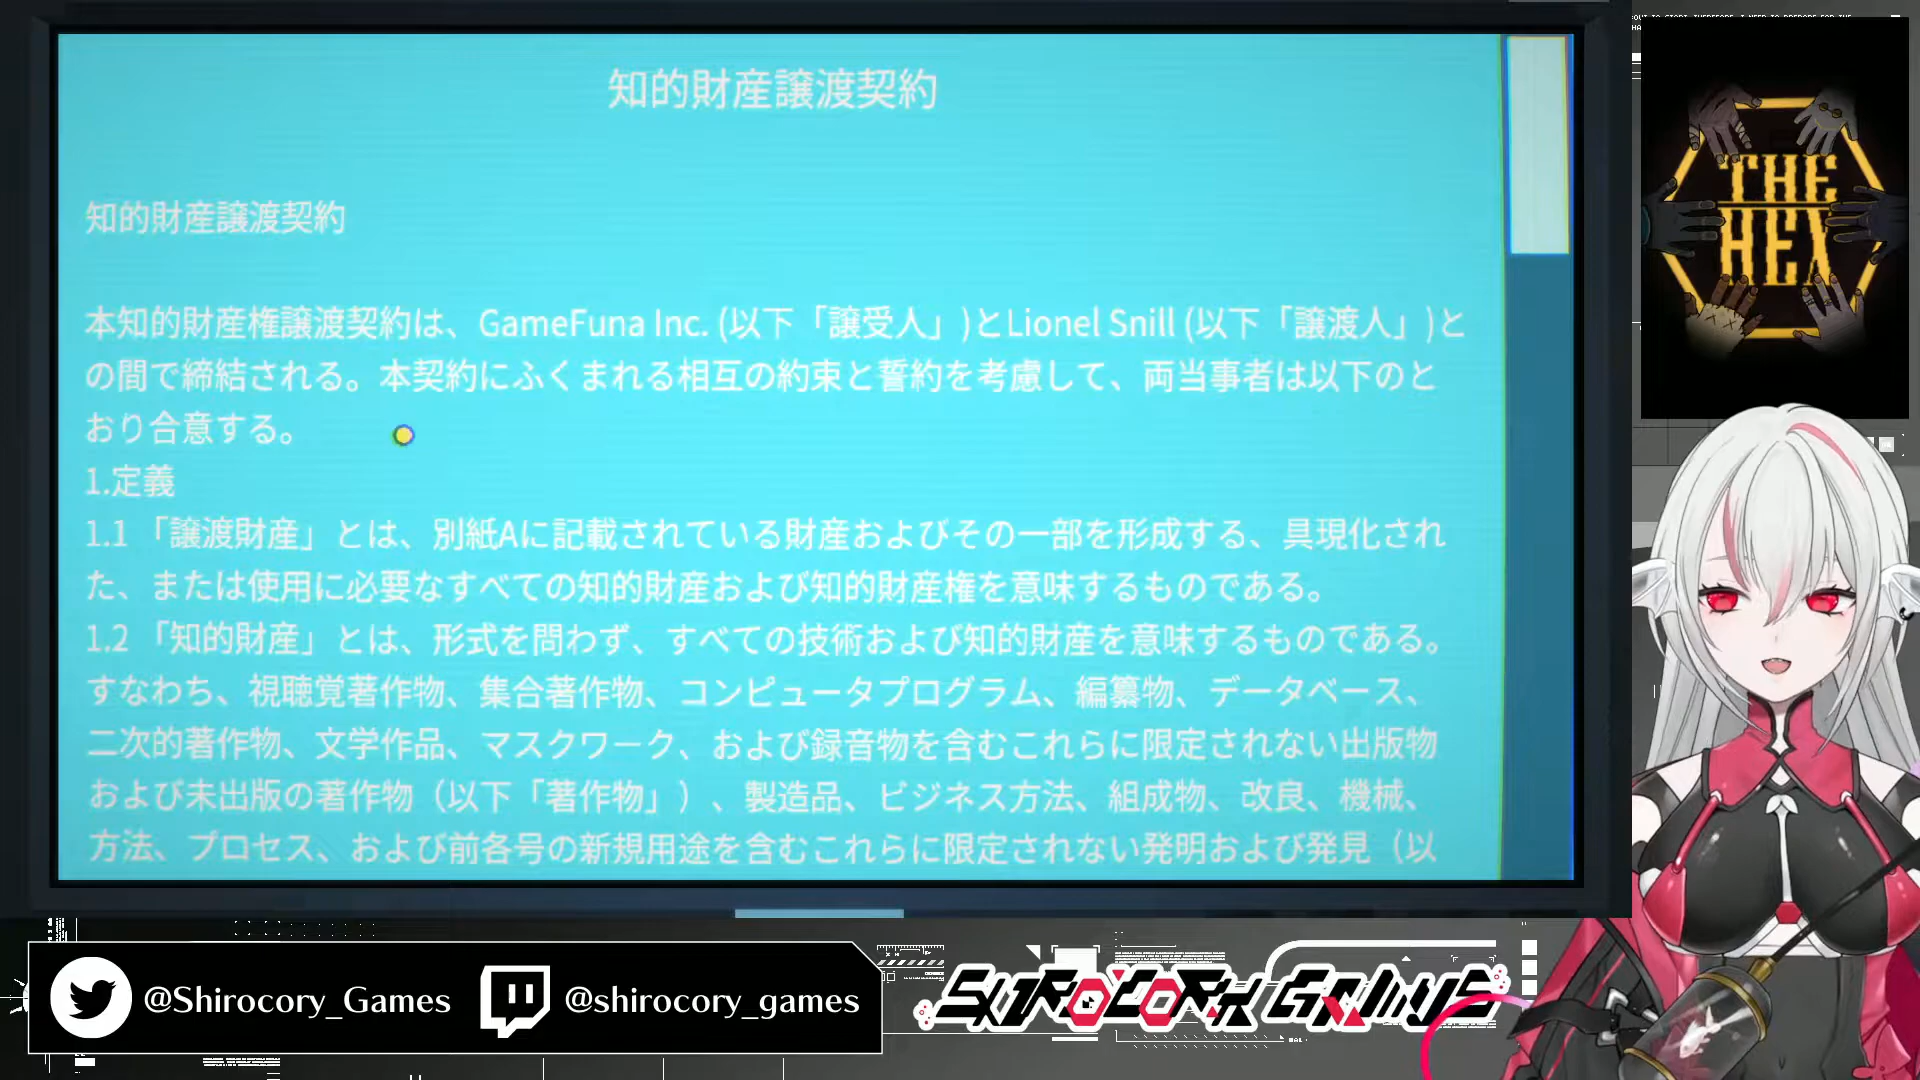 知的財産譲渡契約
知的財産譲渡契約
本知的財産権譲渡契約は、GameFuna Inc. (以下「譲受人」)とLionel Snill (以下「譲渡人」)と
の間で締結される。本契約にふくまれる相互の約束と誓約を考慮して、両当事者は以下のと
おり合意する。
1.定義
1.1 「譲渡財産」とは、別紙Aに記載されている財産およびその一部を形成する、具現化され
た、または使用に必要なすべての知的財産および知的財産権を意味するものである。
1.2 「知的財産」とは、形式を問わず、すべての技術および知的財産を意味するものである。
すなわち、視聴覚著作物、集合著作物、コンピュータプログラム、編纂物、データベース、
二次的著作物、文学作品、マスクワーク、および録音物を含むこれらに限定されない出版物
および未出版の著作物（以下「著作物」）、製造品、ビジネス方法、組成物、改良、機械、
方法、プロセス、および前各号の新規用途を含むこれらに限定されない発明および発見（以
THE
HEX
@Shirocory_Games
@shirocory_games
SHIROCORY GAMING